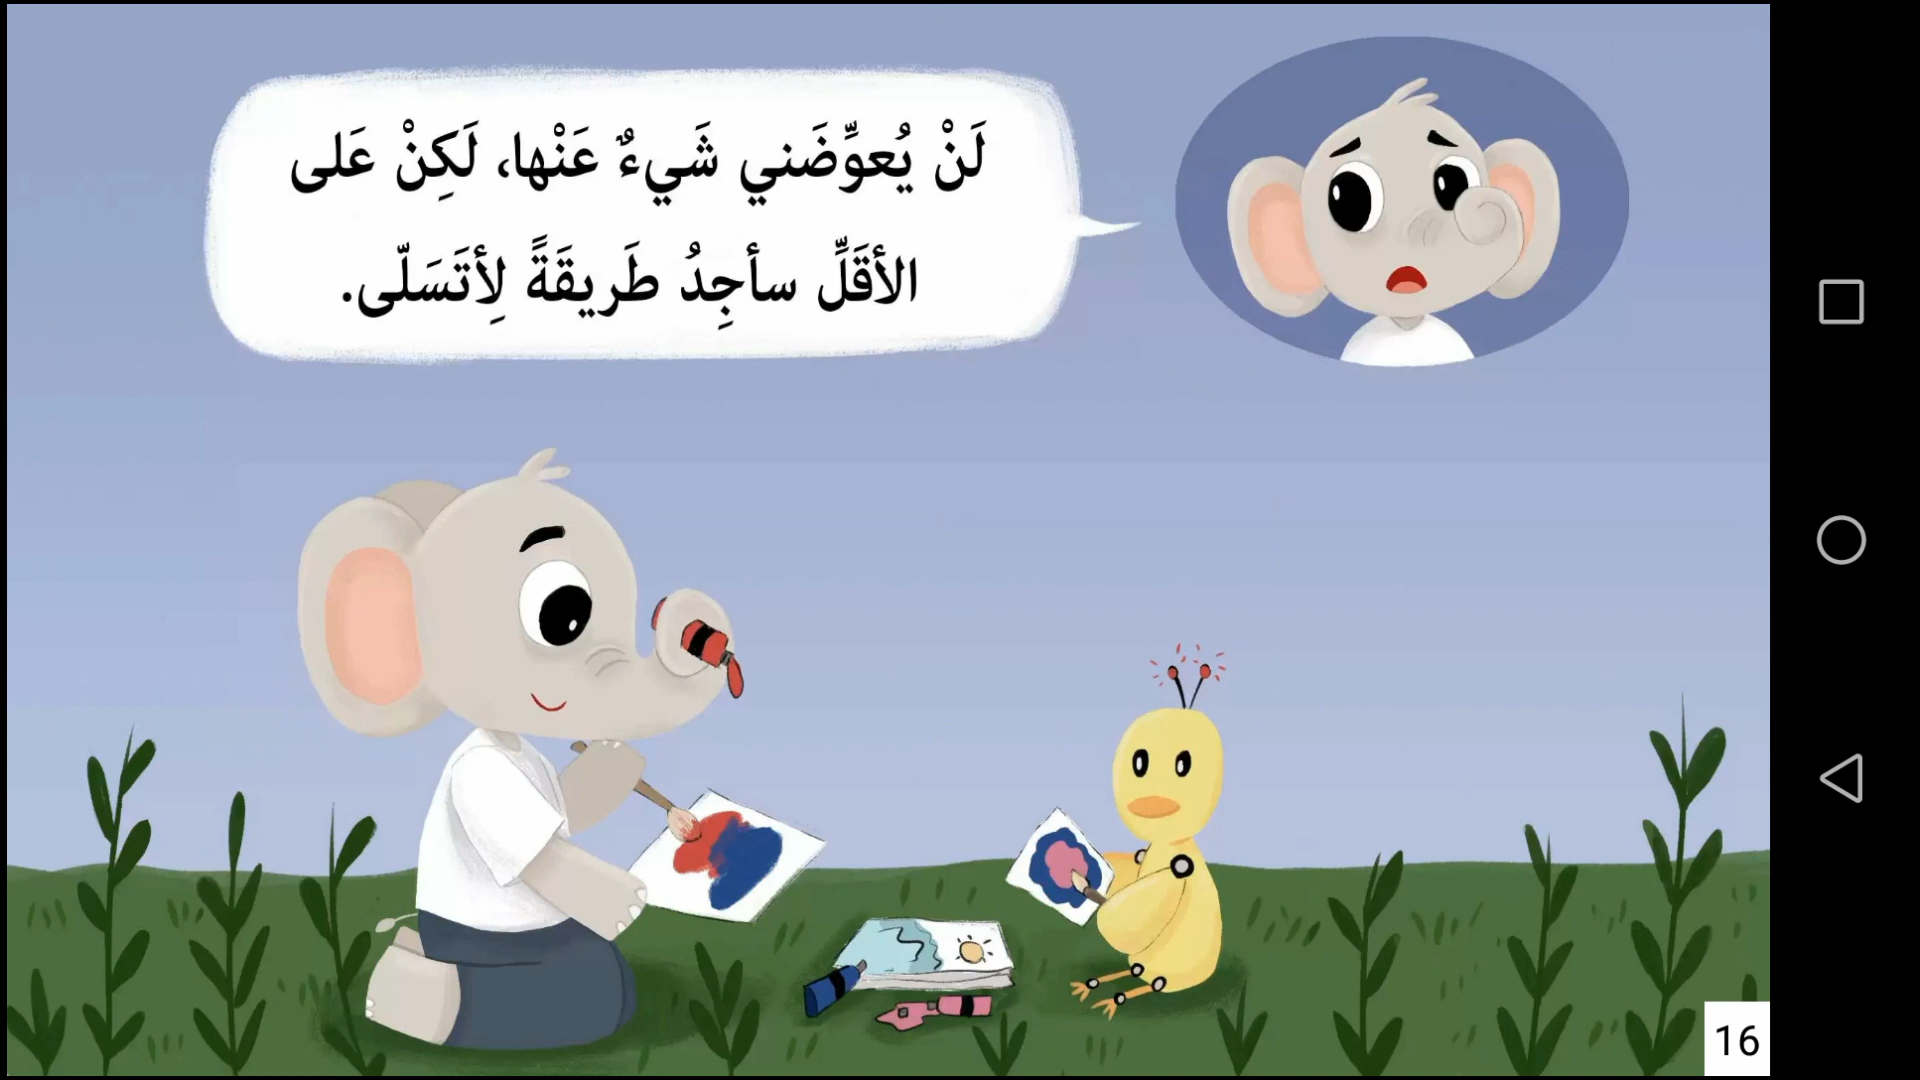 لَنْ يُعوِّضَني شَيءٌ عَنْها، لَكِنْ عَلى
الأقَلِّ سأجِدُ طَريقَةً لِأتَسَلّى.
16